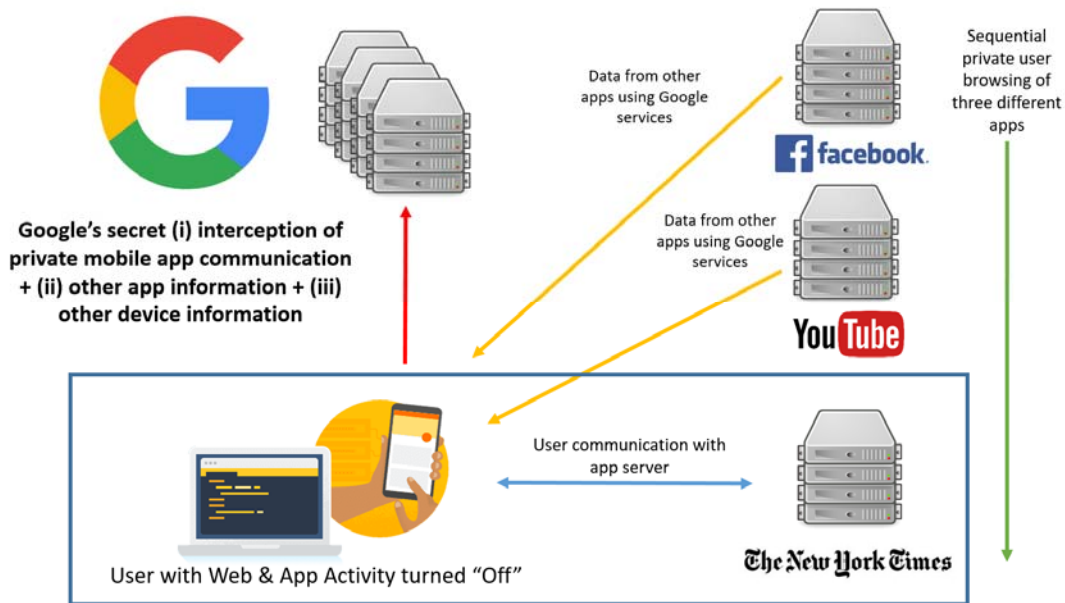 Data from other
apps using Google
services
Sequential
private user
browsing of
three different
apps
facebook.
Google's secret (i) interception of
private mobile app communication
+ (ii) other app information + (iii)
other device information
Data from other
apps using Google
services
YouTube
User communication with
app server
User with Web & App Activity turned “Off”
The New York Times